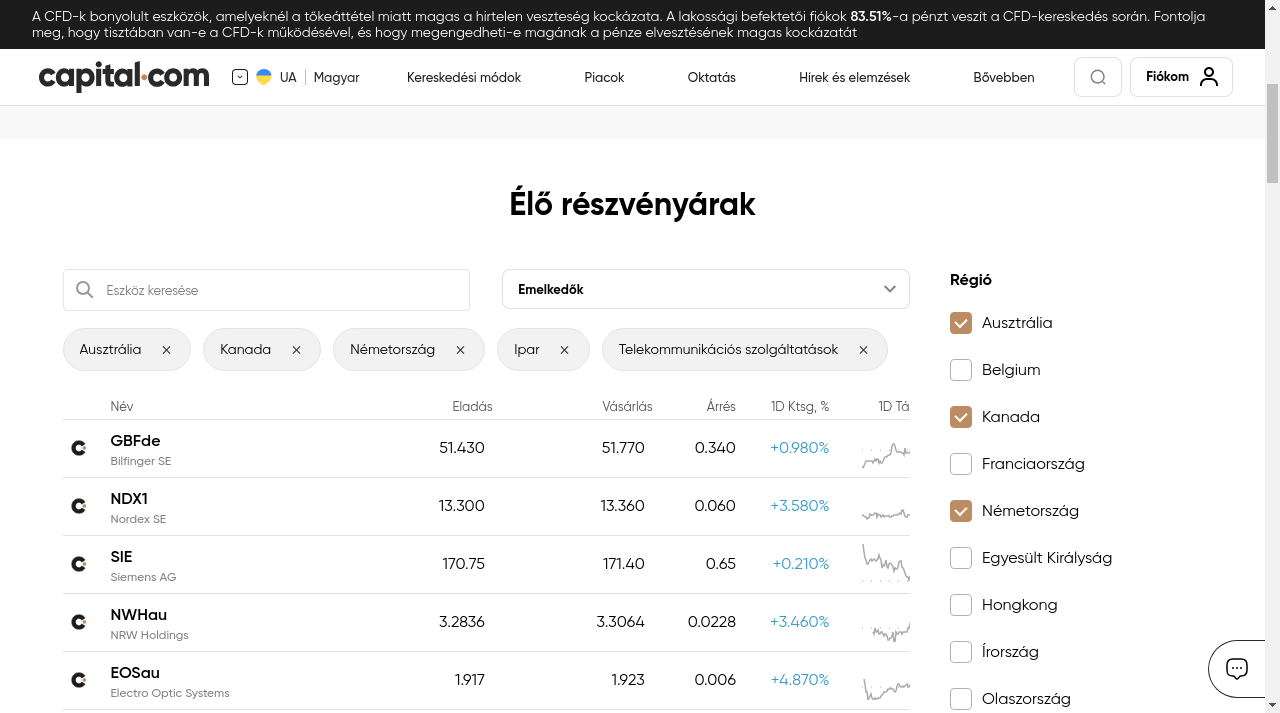 A CFD-k bonyolult eszközök, amelyeknél a tőkeáttétel miatt magas a hirtelen veszteség kockázata. A lakossági befektetői fiókok 83.51%-a pénzt veszít a CFD-kereskedés során. Fontolja
meg, hogy tisztában van-e a CFD-k működésével, és hogy megengedheti-e magának a pénze elvesztésének magas kockázatát
capital.com UA Magyar Kereskedési módok Piacok Oktatás Hírek és elemzések Bővebben Fiókom
Élő részvényárak
Eszköz keresése
Emelkedők
Ausztrália Kanada Németország Ipar Telekommunikációs szolgáltatások
Név Eladás Vásárlás Árrés 1D Ktsg, % 1D Tá
GBFde 51.430 51.770 0.340 +0.980%
Bilfinger SE
NDX1 13.300 13.360 0.060 +3.580%
Nordex SE
SIE 170.75 171.40 0.65 +0.210%
Siemens AG
NWHau 3.2836 3.3064 0.0228 +3.460%
NRW Holdings
EOSau 1.917 1.923 0.006 +4.870%
Electro Optic Systems
Régió
Ausztrália
Belgium
Kanada
Franciaország
Németország
Egyesült Királyság
Hongkong
Írország
Olaszország